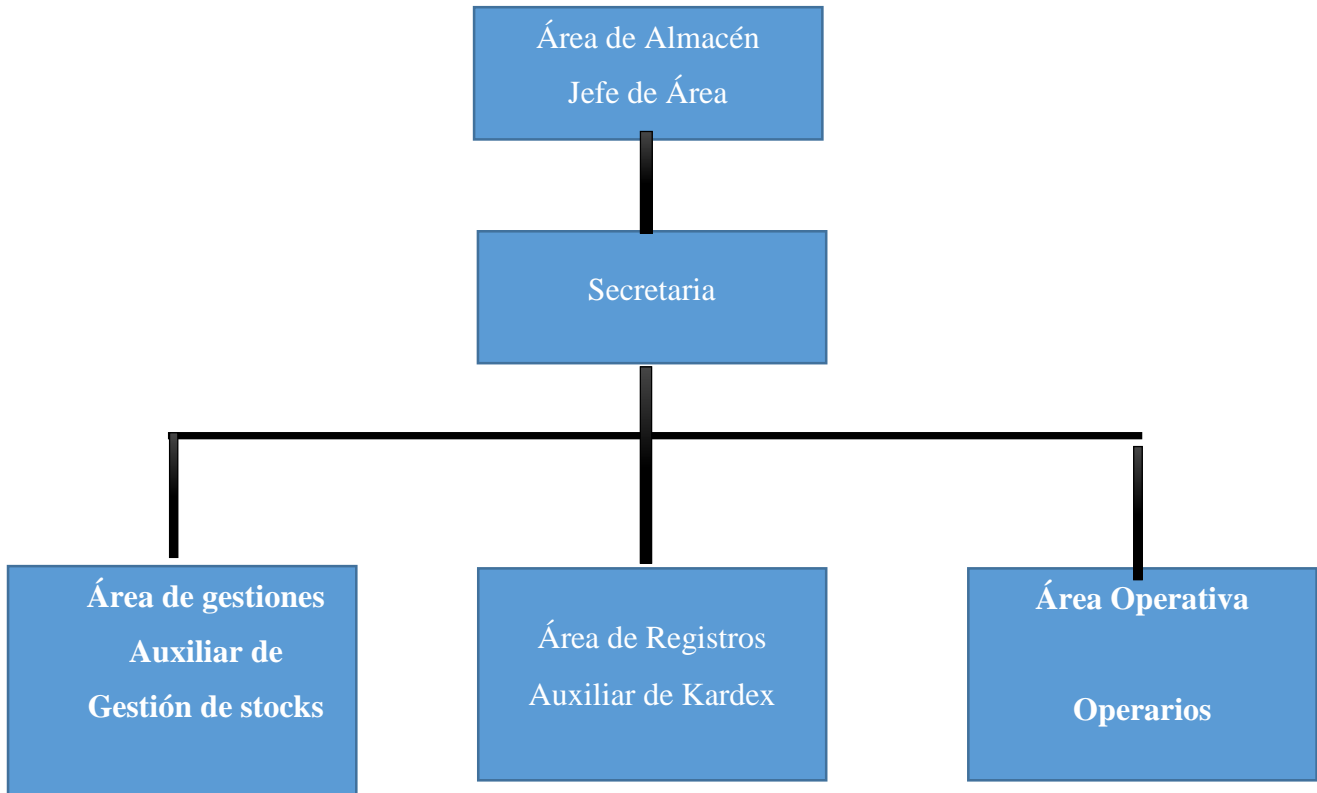 Área de Almacén
Jefe de Área
Secretaria
Área de gestiones
Auxiliar de
Gestión de stocks
Área de Registros
Auxiliar de Kardex
Área Operativa
Operarios